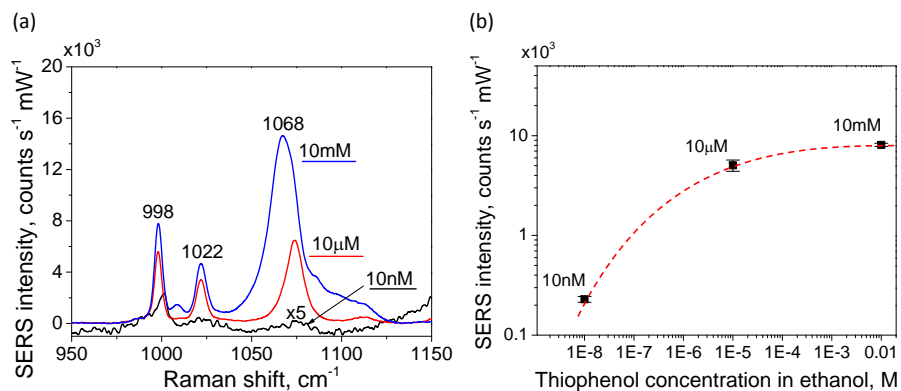 (a)
x10³
SERS intensity, counts s⁻¹ mW⁻¹
20
16
12
8
4
0
998
1022
1068
10mM
10μM
10nM
x5
950
1000
1050
1100
1150
Raman shift, cm⁻¹
(b)
x10³
SERS intensity, counts s⁻¹ mW⁻¹
100
10
1
0.1
10nM
10μM
10mM
1E-8
1E-7
1E-6
1E-5
1E-4
1E-3
0.01
Thiophenol concentration in ethanol, M